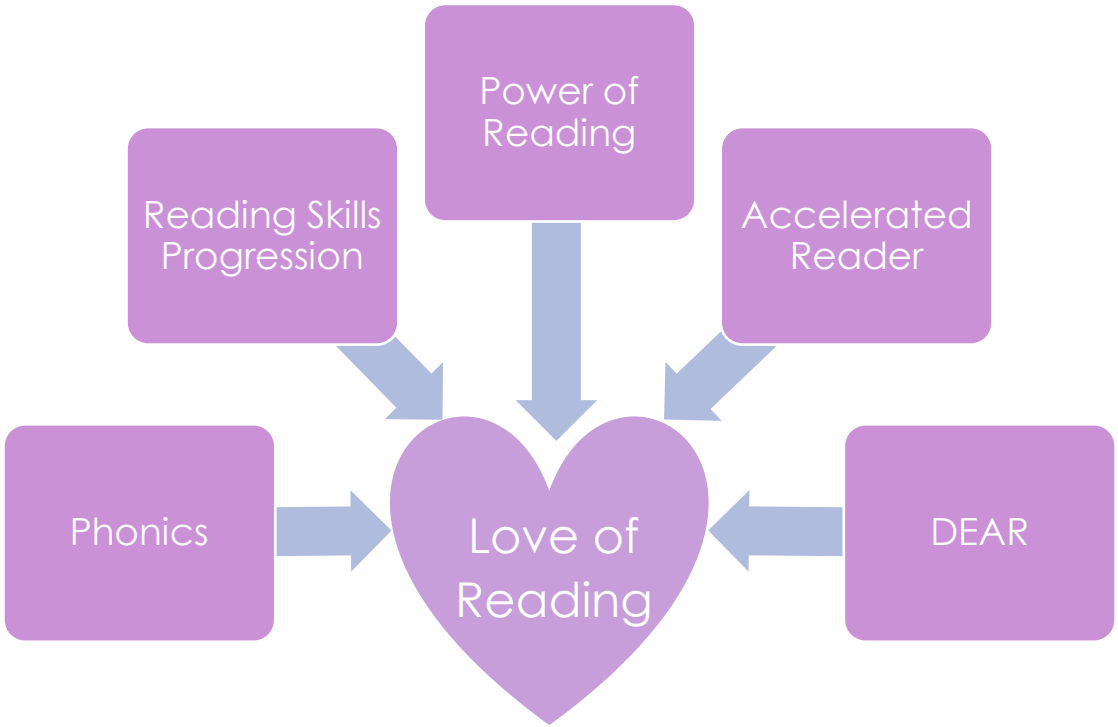 Power of
Reading
Reading Skills
Progression
Accelerated
Reader
Phonics
Love of
Reading
DEAR